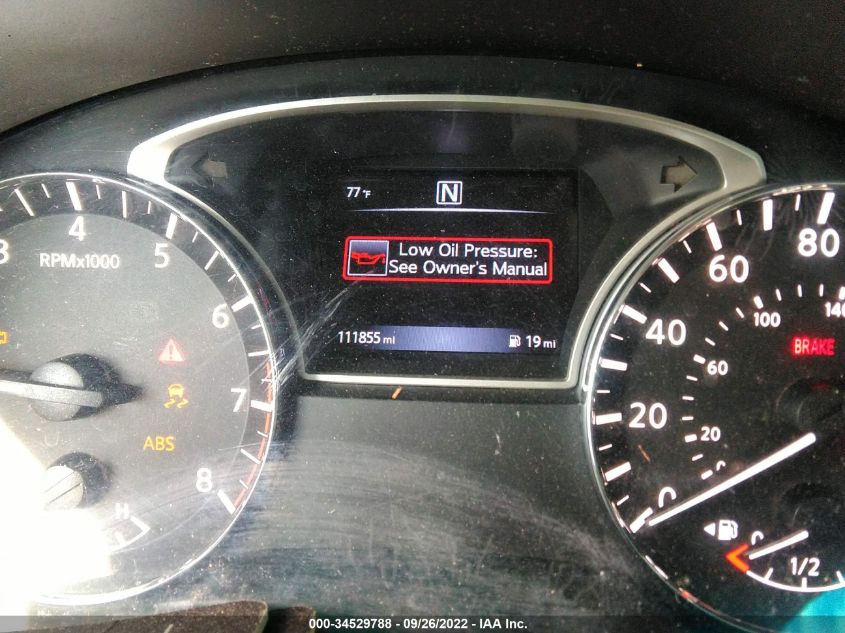 77°F
N
Low Oil Pressure:
See Owner's Manual
111855 mi
19 mi
3
4
5
6
7
8
RPMx1000
ABS
H
0
20
40
60
80
20
60
100
140
BRAKE
0
1/2
000-34529788 - 09/26/2022 - IAA Inc.